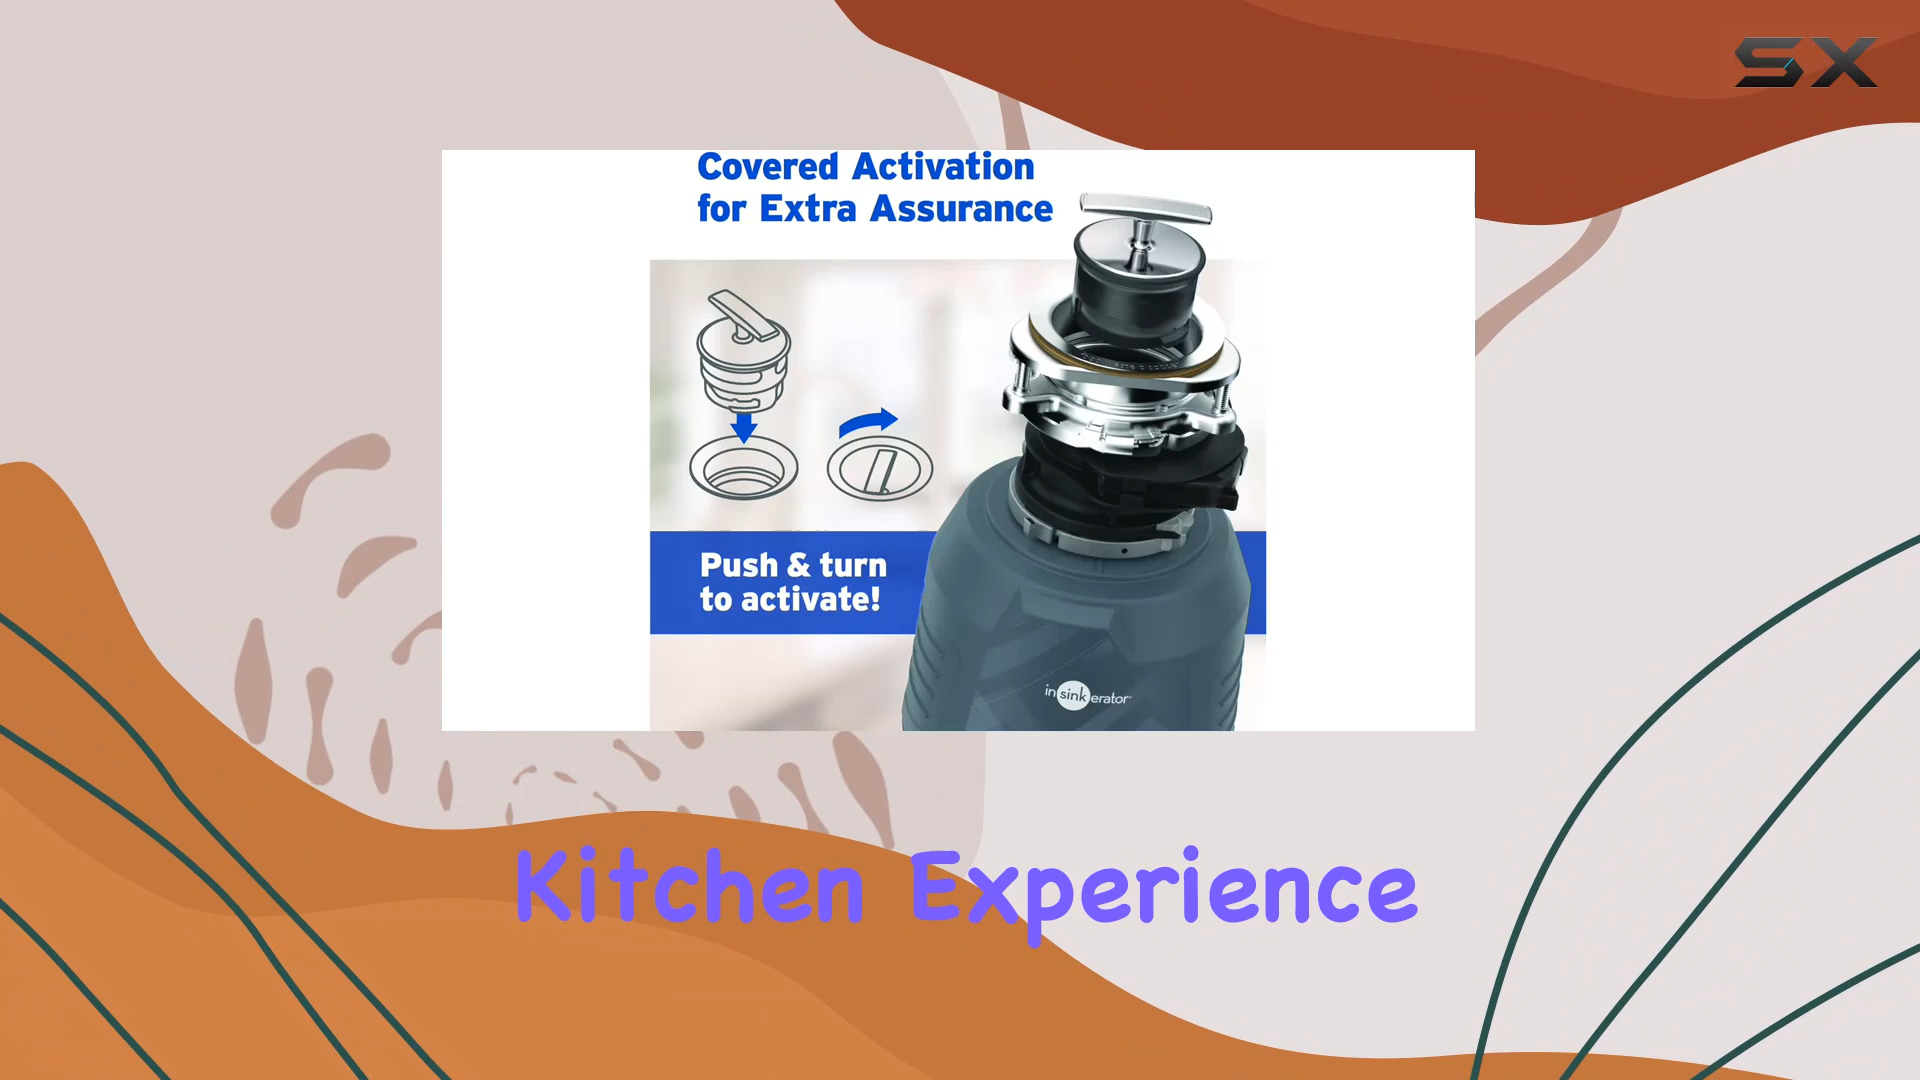 SX
Covered Activation
for Extra Assurance
Push & turn
to activate!
insinkerator
Kitchen Experience